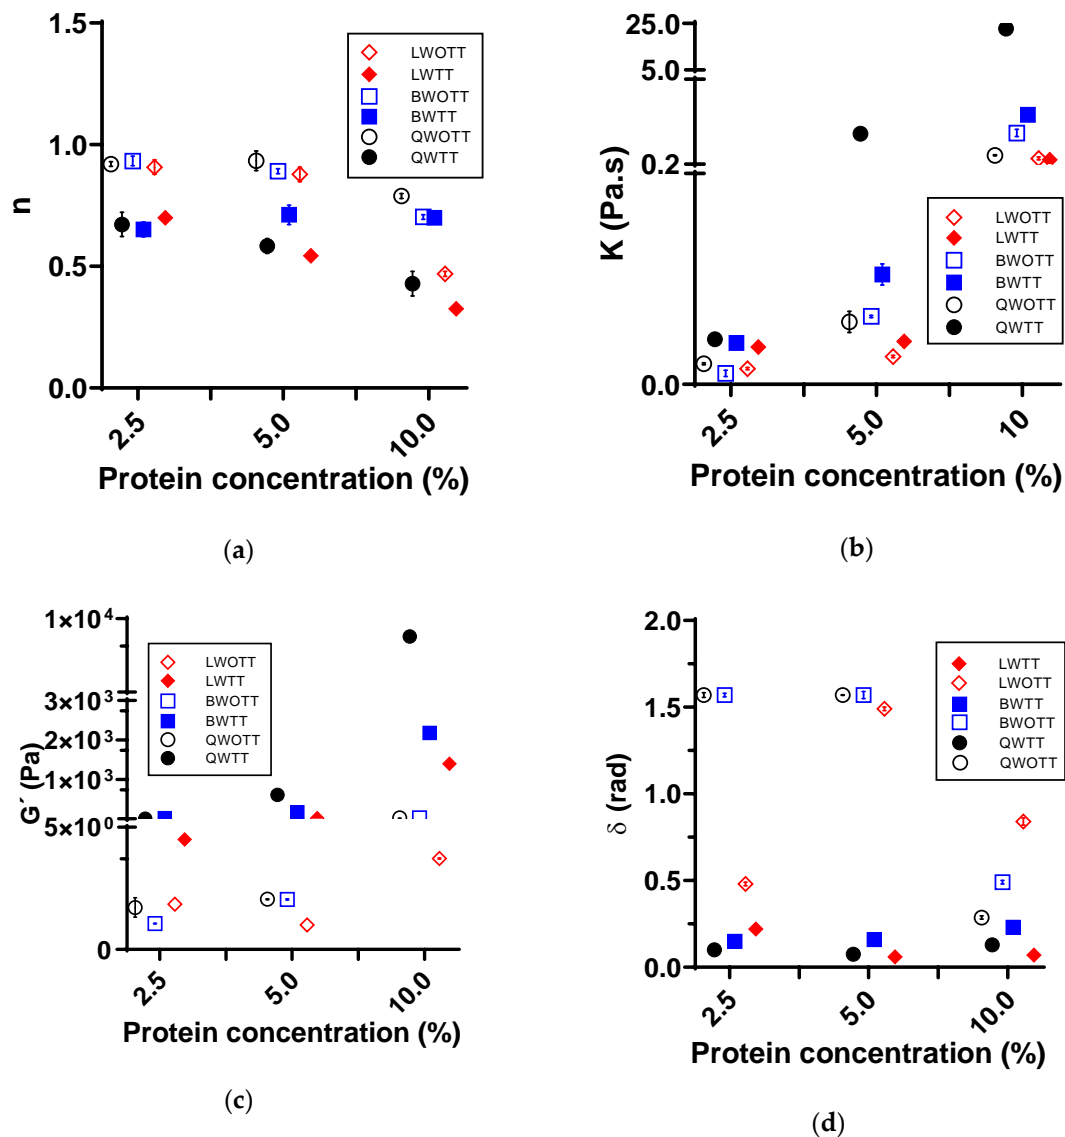 1.5
1.0
0.5
0.0
n
LWOTT
LWTT
BWOTT
BWTT
QWOTT
QWTT
2.5
5.0
10.0
Protein concentration (%)
(a)
25.0
5.0
0.2
0.0
K (Pa.s)
LWOTT
LWTT
BWOTT
BWTT
QWOTT
QWTT
2.5
5.0
10
Protein concentration (%)
(b)
1×10⁴
3×10³
2×10³
1×10³
5×10⁰
0
G´ (Pa)
LWOTT
LWTT
BWOTT
BWTT
QWOTT
QWTT
2.5
5.0
10.0
Protein concentration (%)
(c)
2.0
1.5
1.0
0.5
0.0
δ (rad)
LWTT
LWOTT
BWTT
BWOTT
QWTT
QWOTT
2.5
5.0
10.0
Protein concentration (%)
(d)